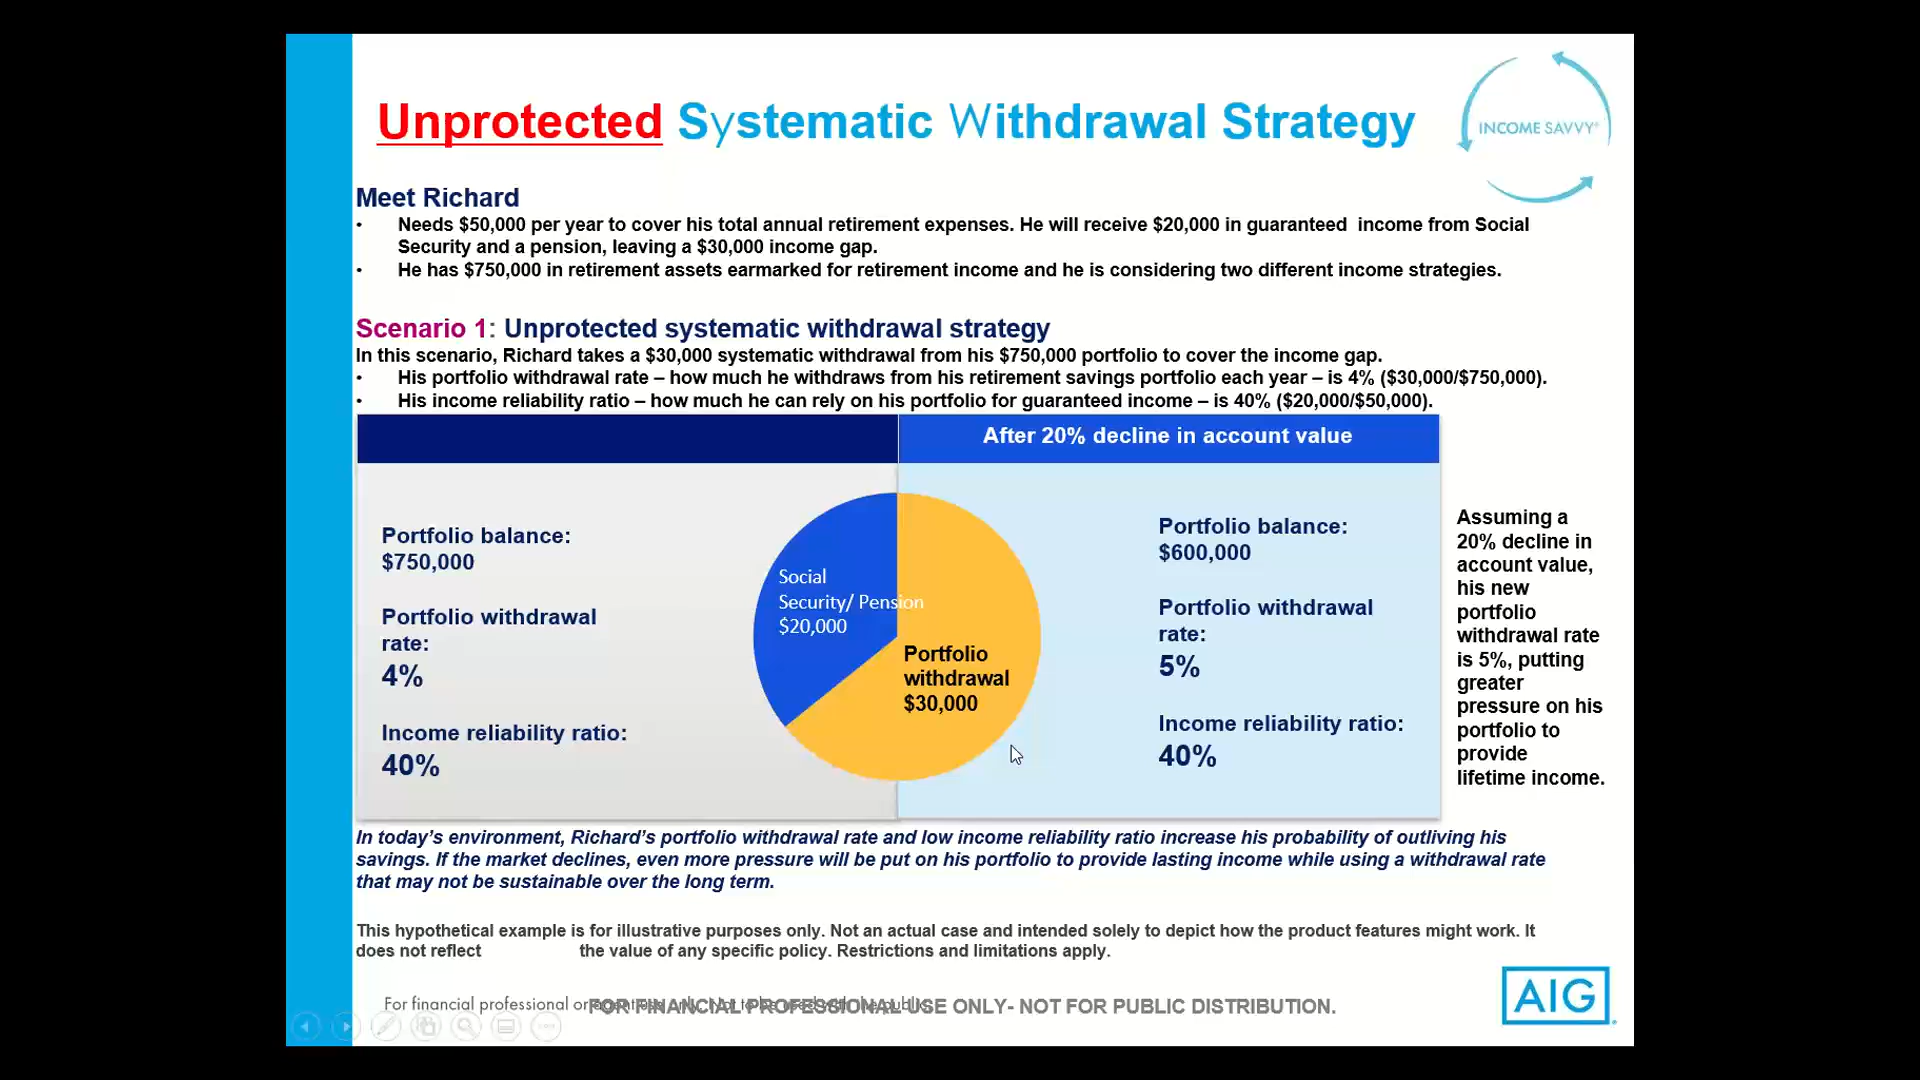 Unprotected Systematic Withdrawal Strategy
INCOME SAVVY®
Meet Richard
• Needs $50,000 per year to cover his total annual retirement expenses. He will receive $20,000 in guaranteed income from Social
Security and a pension, leaving a $30,000 income gap.
• He has $750,000 in retirement assets earmarked for retirement income and he is considering two different income strategies.
Scenario 1: Unprotected systematic withdrawal strategy
In this scenario, Richard takes a $30,000 systematic withdrawal from his $750,000 portfolio to cover the income gap.
• His portfolio withdrawal rate – how much he withdraws from his retirement savings portfolio each year – is 4% ($30,000/$750,000).
• His income reliability ratio – how much he can rely on his portfolio for guaranteed income – is 40% ($20,000/$50,000).
After 20% decline in account value
Portfolio balance:
$750,000
Portfolio withdrawal
rate:
4%
Income reliability ratio:
40%
Social
Security/ Pension
$20,000
Portfolio
withdrawal
$30,000
Portfolio balance:
$600,000
Portfolio withdrawal
rate:
5%
Income reliability ratio:
40%
Assuming a
20% decline in
account value,
his new
portfolio
withdrawal rate
is 5%, putting
greater
pressure on his
portfolio to
provide
lifetime income.
In today's environment, Richard's portfolio withdrawal rate and low income reliability ratio increase his probability of outliving his
savings. If the market declines, even more pressure will be put on his portfolio to provide lasting income while using a withdrawal rate
that may not be sustainable over the long term.
This hypothetical example is for illustrative purposes only. Not an actual case and intended solely to depict how the product features might work. It
does not reflect the value of any specific policy. Restrictions and limitations apply.
For financial professional or
FOR FINANCIAL PROFESSIONAL USE ONLY- NOT FOR PUBLIC DISTRIBUTION.
AIG